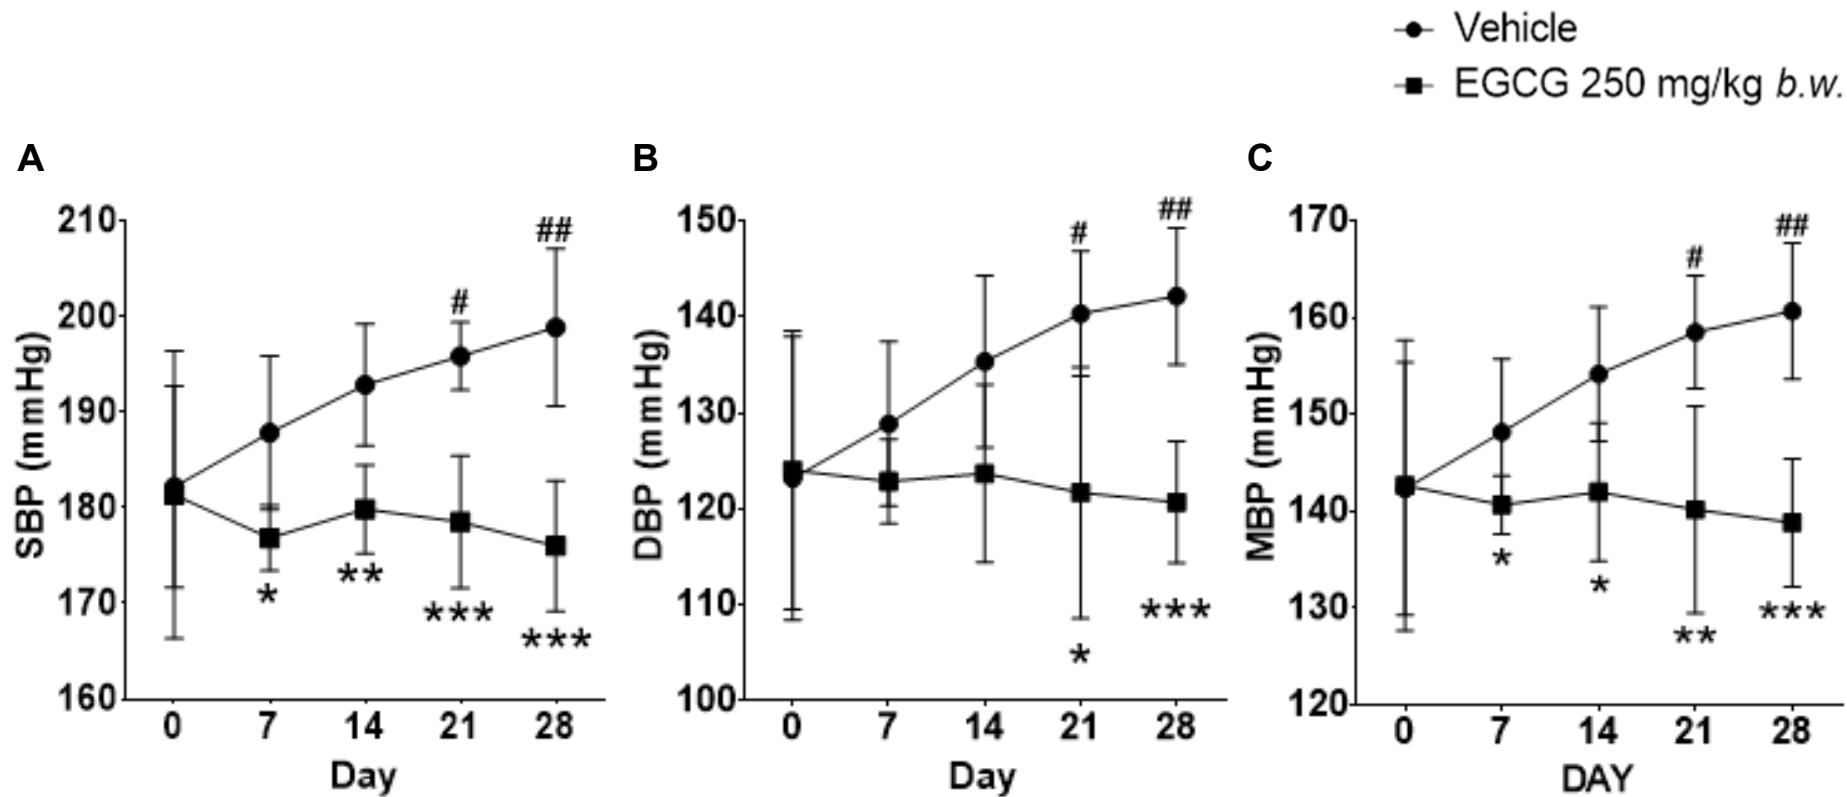 Vehicle
EGCG 250 mg/kg b.w.
A
SBP (mmHg)
210
200
190
180
170
160
#
##
*
**
***
***
0 7 14 21 28
Day
B
DBP (mmHg)
150
140
130
120
110
100
#
##
*
***
0 7 14 21 28
Day
C
MBP (mmHg)
170
160
150
140
130
120
#
##
*
*
**
***
0 7 14 21 28
DAY